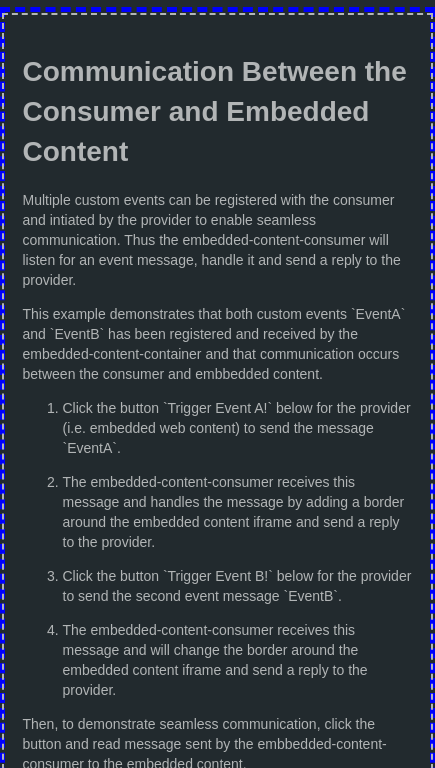 Communication Between the
Consumer and Embedded
Content
Multiple custom events can be registered with the consumer
and intiated by the provider to enable seamless
communication. Thus the embedded-content-consumer will
listen for an event message, handle it and send a reply to the
provider.
This example demonstrates that both custom events `EventA`
and `EventB` has been registered and received by the
embedded-content-container and that communication occurs
between the consumer and embbedded content.
1. Click the button `Trigger Event A!` below for the provider
(i.e. embedded web content) to send the message
`EventA`.
2. The embedded-content-consumer receives this
message and handles the message by adding a border
around the embedded content iframe and send a reply
to the provider.
3. Click the button `Trigger Event B!` below for the provider
to send the second event message `EventB`.
4. The embedded-content-consumer receives this
message and will change the border around the
embedded content iframe and send a reply to the
provider.
Then, to demonstrate seamless communication, click the
button and read message sent by the embbedded-content-
consumer to the embedded content.